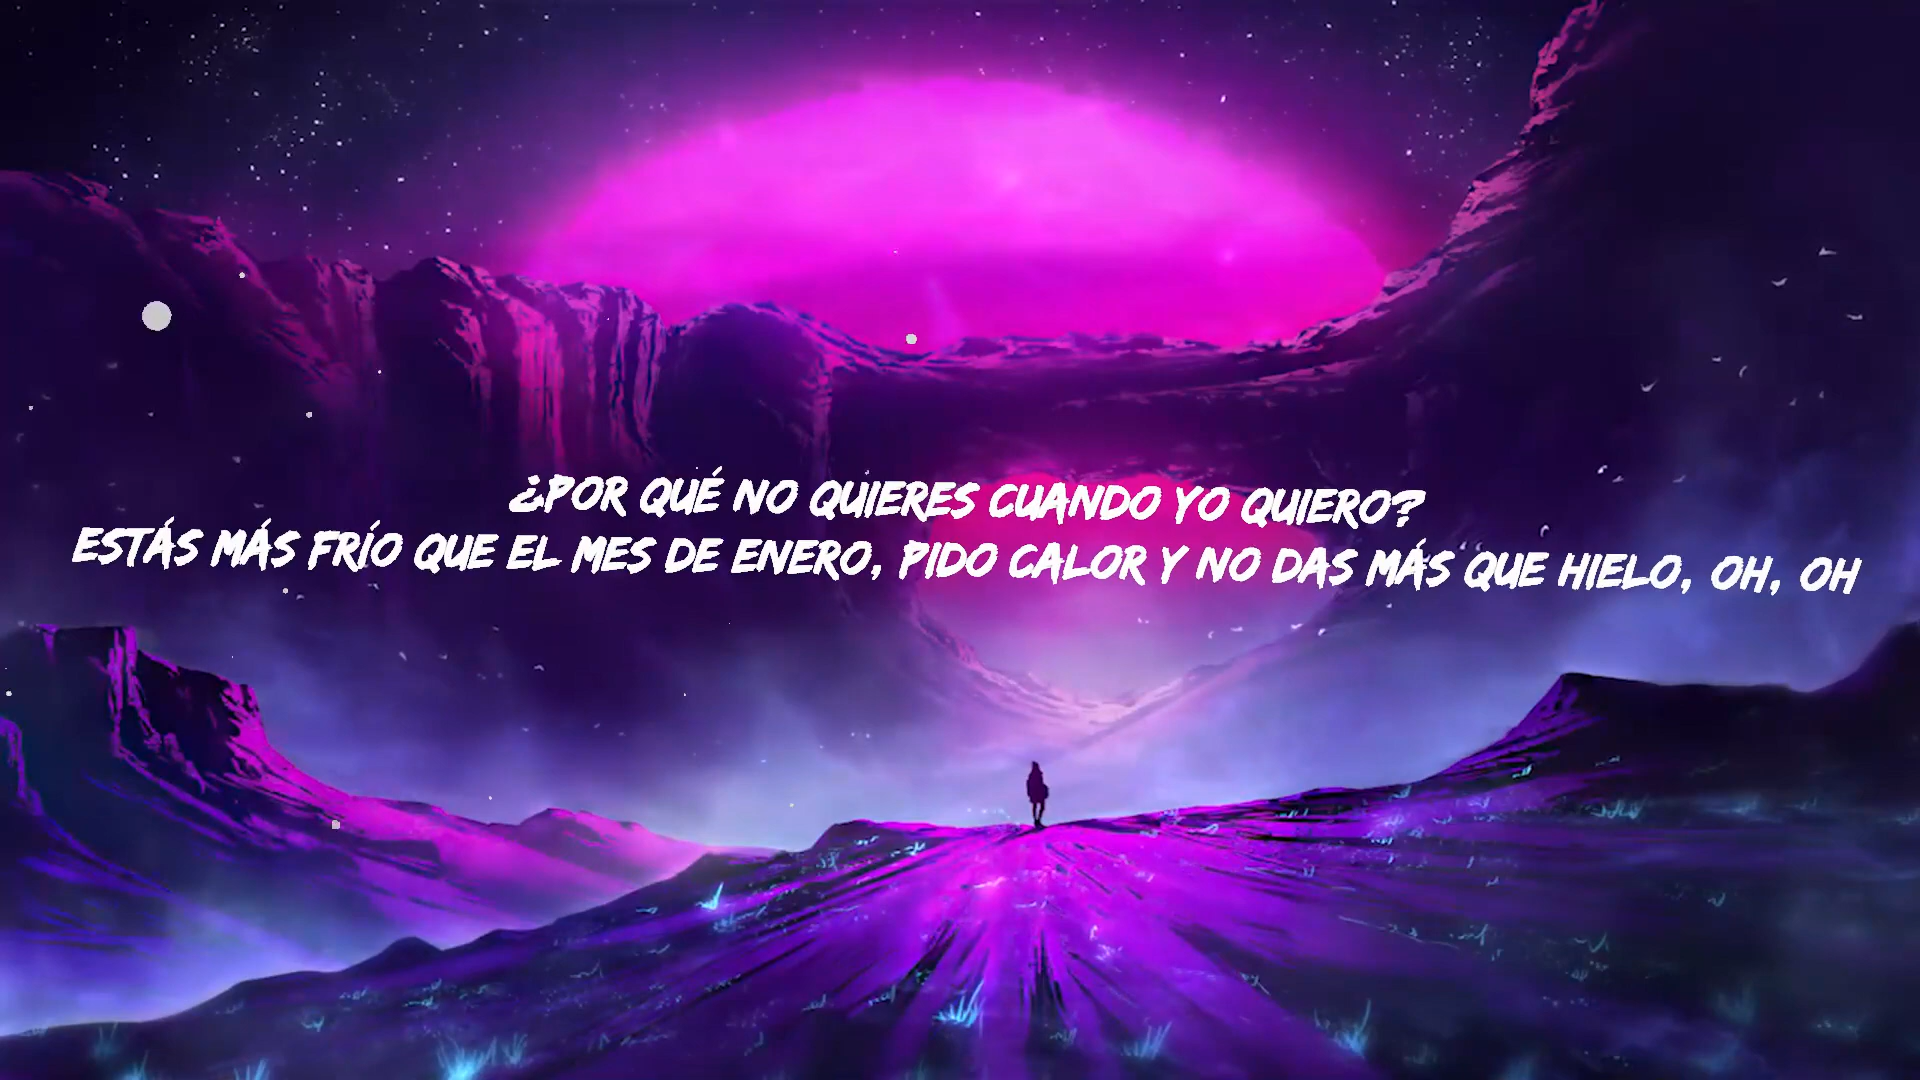 ¿POR QUÉ NO QUIERES CUANDO YO QUIERO?
ESTÁS MÁS FRÍO QUE EL MES DE ENERO, PIDO CALOR Y NO DAS MÁS QUE HIELO, OH, OH